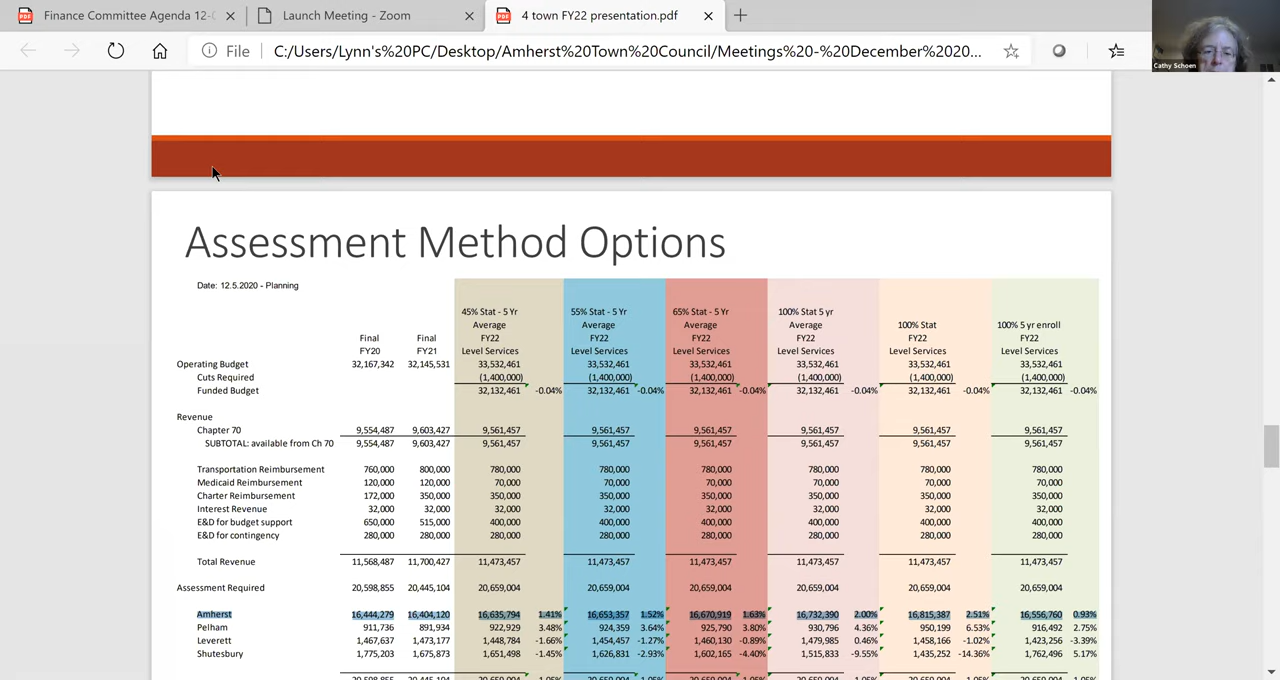 Finance Committee Agenda 12-0
Launch Meeting - Zoom
4 town FY22 presentation.pdf
File
C:/Users/Lynn's%20PC/Desktop/Amherst%20Town%20Council/Meetings%20-%20December%2020...
Cathy Schoen
Assessment Method Options
Date: 12.5.2020 - Planning
45% Stat - 5 Yr 55% Stat - 5 Yr 65% Stat - 5 Yr 100% Stat 5 yr
Average Average Average Average 100% Stat 100% 5 yr enroll
Final Final FY22 FY22 FY22 FY22 FY22 FY22
FY20 FY21 Level Services Level Services Level Services Level Services Level Services Level Services
Operating Budget 32,167,342 32,145,531 33,532,461 33,532,461 33,532,461 33,532,461 33,532,461 33,532,461
Cuts Required (1,400,000) (1,400,000) (1,400,000) (1,400,000) (1,400,000) (1,400,000)
Funded Budget 32,132,461 -0.04% 32,132,461 -0.04% 32,132,461 -0.04% 32,132,461 -0.04% 32,132,461 -0.04% 32,132,461 -0.04%
Revenue
Chapter 70 9,554,487 9,603,427 9,561,457 9,561,457 9,561,457 9,561,457 9,561,457 9,561,457
SUBTOTAL: available from Ch 70 9,554,487 9,603,427 9,561,457 9,561,457 9,561,457 9,561,457 9,561,457 9,561,457
Transportation Reimbursement 760,000 800,000 780,000 780,000 780,000 780,000 780,000 780,000
Medicaid Reimbursement 120,000 120,000 70,000 70,000 70,000 70,000 70,000 70,000
Charter Reimbursement 172,000 350,000 350,000 350,000 350,000 350,000 350,000 350,000
Interest Revenue 32,000 32,000 32,000 32,000 32,000 32,000 32,000 32,000
E&D for budget support 650,000 515,000 400,000 400,000 400,000 400,000 400,000 400,000
E&D for contingency 280,000 280,000 280,000 280,000 280,000 280,000 280,000 280,000
Total Revenue 11,568,487 11,700,427 11,473,457 11,473,457 11,473,457 11,473,457 11,473,457 11,473,457
Assessment Required 20,598,855 20,445,104 20,659,004 20,659,004 20,659,004 20,659,004 20,659,004 20,659,004
Amherst 16,444,279 16,404,120 16,635,794 1.41% 16,653,357 1.52% 16,670,919 1.63% 16,732,390 2.00% 16,815,387 2.51% 16,556,760 0.93%
Pelham 911,736 891,934 922,929 3.48% 924,359 3.64% 925,790 3.80% 930,796 4.36% 950,199 6.53% 916,492 2.75%
Leverett 1,467,637 1,473,177 1,448,784 -1.66% 1,454,457 -1.27% 1,460,130 -0.89% 1,479,985 0.46% 1,458,166 -1.02% 1,423,256 -3.39%
Shutesbury 1,775,203 1,675,873 1,651,498 -1.45% 1,626,831 -2.93% 1,602,165 -4.40% 1,515,833 -9.55% 1,435,252 -14.36% 1,762,496 5.17%